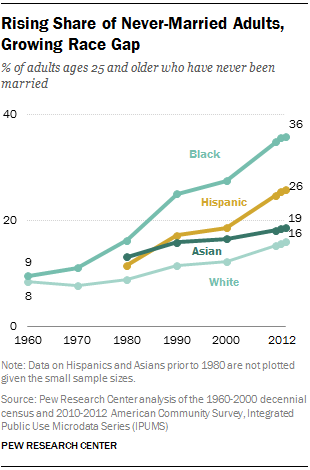 Rising Share of Never-Married Adults,
Growing Race Gap
% of adults ages 25 and older who have never been
married
40
36
Black
26
Hispanic
20
19
16
Asian
9
White
8
0
1960 1970 1980 1990 2000 2012
Note: Data on Hispanics and Asians prior to 1980 are not plotted
given the small sample sizes.
Source: Pew Research Center analysis of the 1960-2000 decennial
census and 2010-2012 American Community Survey, Integrated
Public Use Microdata Series (IPUMS)
PEW RESEARCH CENTER